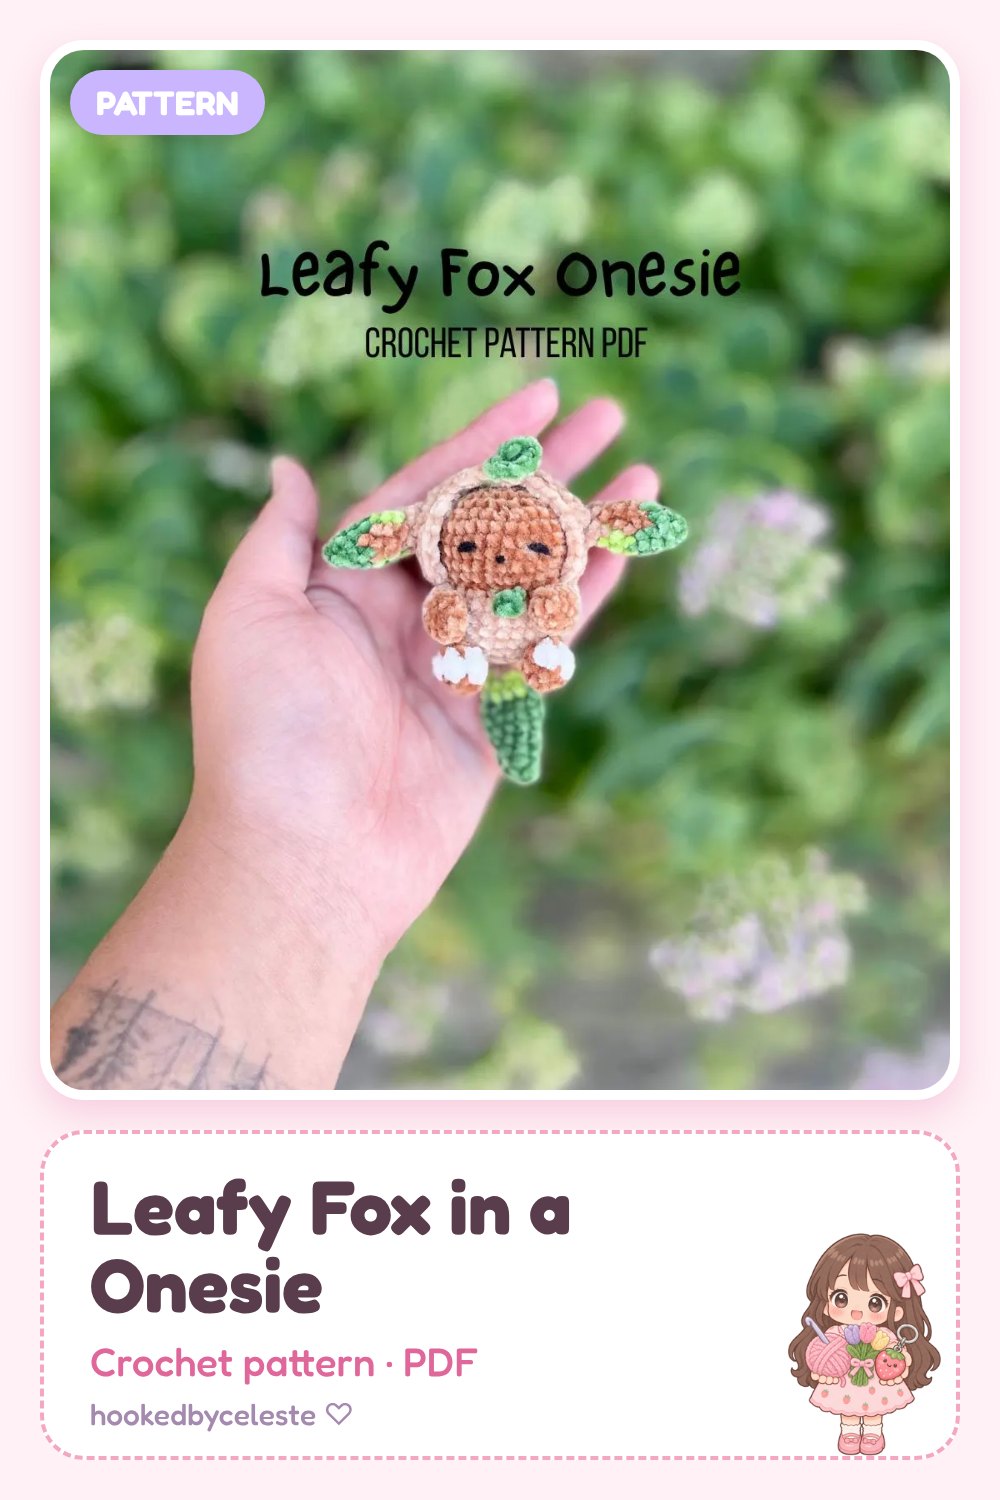 PATTERN
Leafy Fox Onesie
CROCHET PATTERN PDF
Leafy Fox in a
Onesie
Crochet pattern · PDF
hookedbyceleste ♡